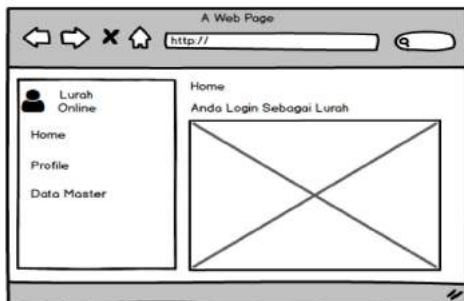 A Web Page
http://
Lurah
Online
Home
Profile
Data Master
Home
Anda Login Sebagai Lurah